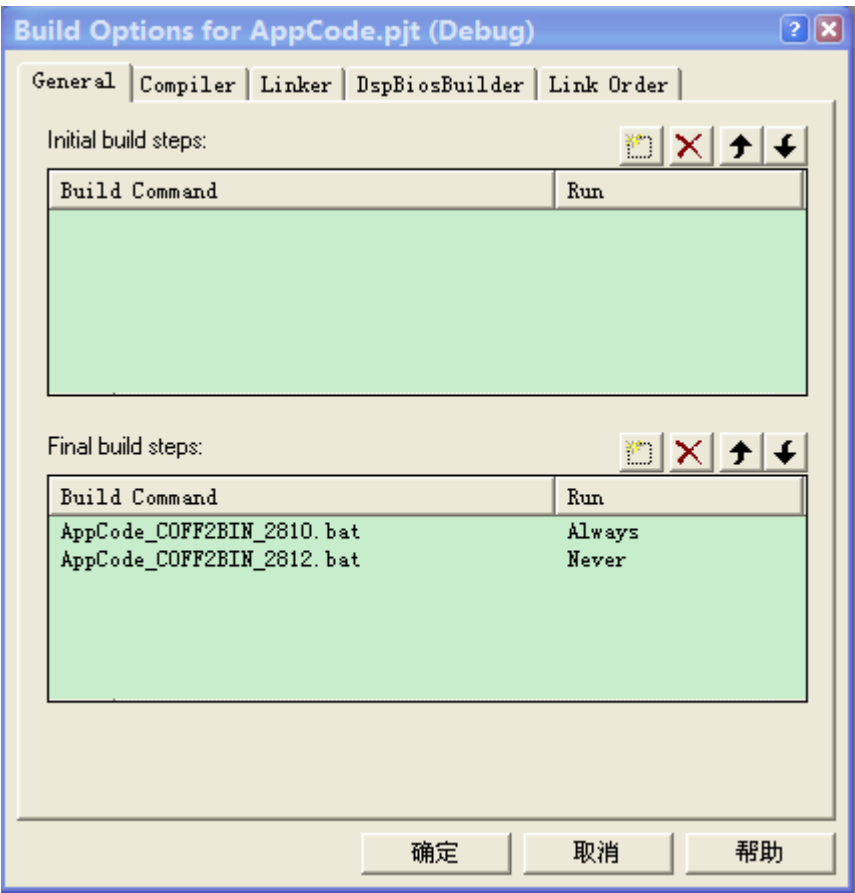 Build Options for AppCode.pjt (Debug)
General Compiler Linker DspBiosBuilder Link Order
Initial build steps:
Build Command Run
Final build steps:
Build Command Run
AppCode_COFF2BIN_2810.bat Always
AppCode_COFF2BIN_2812.bat Never
确定 取消 帮助